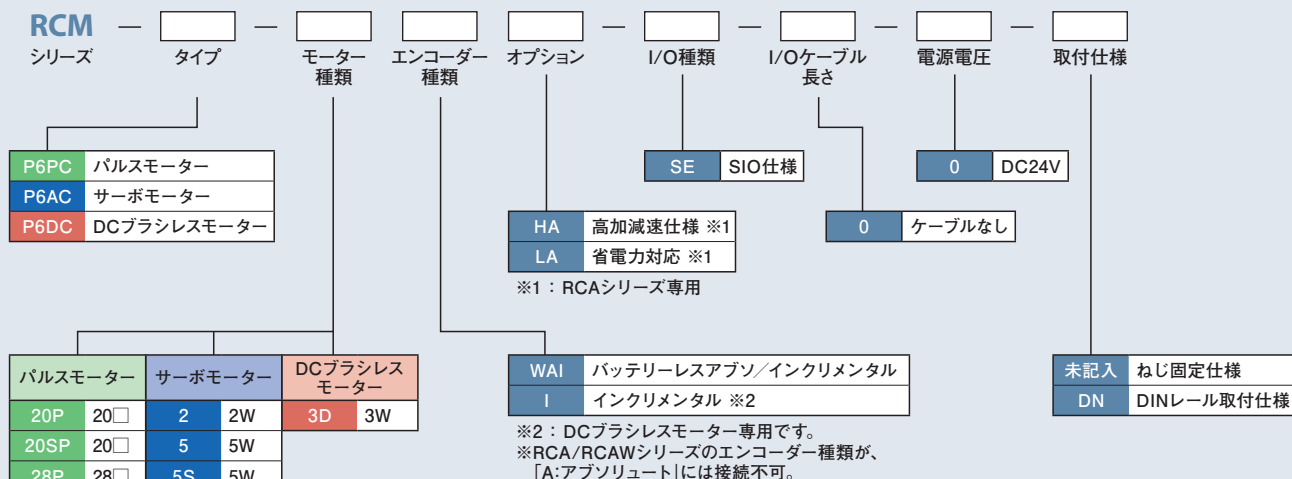 RCM — — — — — —
シリーズ タイプ モーター種類 エンコーダー種類 オプション I/O種類 I/Oケーブル長さ 電源電圧 取付仕様
P6PC パルスモーター
P6AC サーボモーター
P6DC DCブラシレスモーター
SE SIO仕様
0 DC24V
HA 高加減速仕様 ※1
LA 省電力対応 ※1
※1：RCAシリーズ専用
0 ケーブルなし
パルスモーター サーボモーター DCブラシレスモーター
20P 20□ 2 2W 3D 3W
20SP 20□ 5 5W
28P 28□ 5S 5W
WAI バッテリーレスアブソ／インクリメンタル
I インクリメンタル ※2
※2：DCブラシレスモーター専用です。
※RCA/RCAWシリーズのエンコーダー種類が、
「A:アブソリュート」には接続不可。
未記入 ねじ固定仕様
DN DINレール取付仕様